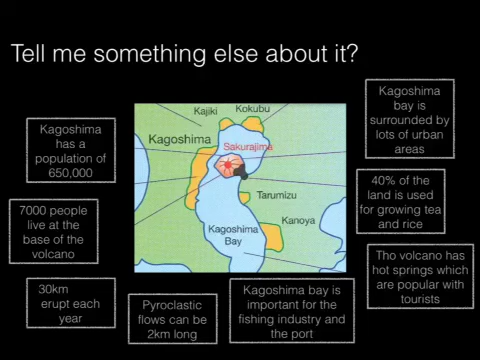 Tell me something else about it?
Kagoshima
bay is
surrounded by
lots of urban
areas
Kajiki
Kokubu
Kagoshima
Sakurajima
Tarumizu
Kanoya
Kagoshima
Bay
Kagoshima
has a
population of
650,000
40% of the
land is used
for growing tea
and rice
7000 people
live at the
base of the
volcano
Tho volcano has
hot springs which
are popular with
tourists
30km
erupt each
year
Pyroclastic
flows can be
2km long
Kagoshima bay is
important for the
fishing industry and
the port